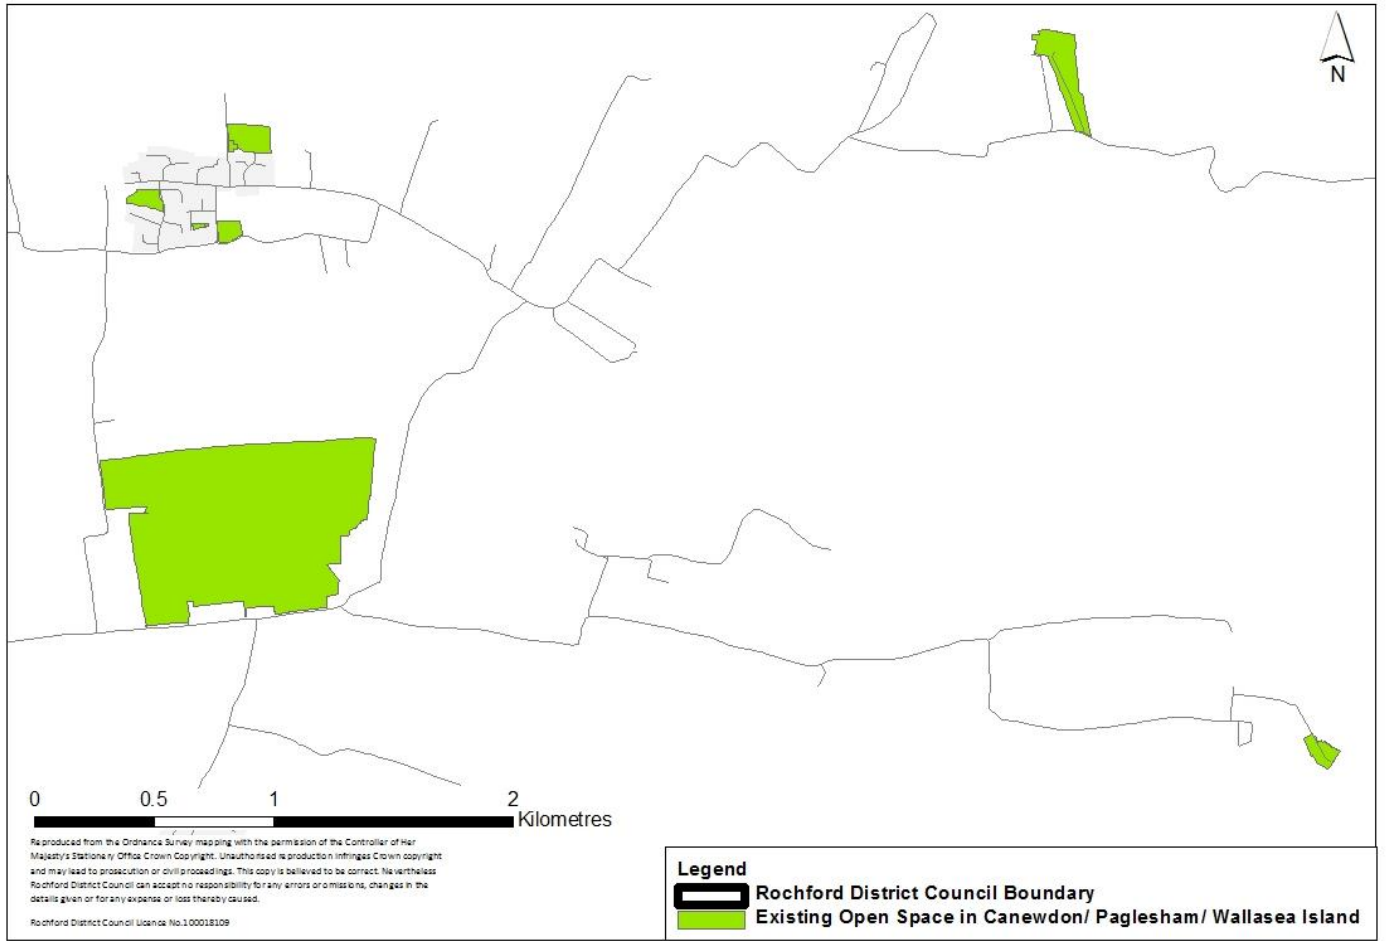 N
0 0.5 1 2
Kilometres
Reproduced from the Ordnance Survey mapping with the permission of the Controller of Her
Majesty's Stationery Office Crown Copyright. Unauthorised reproduction infringes Crown copyright
and may lead to prosecution or civil proceedings. This copy is believed to be correct. Nevertheless
Rochford District Council can accept no responsibility for any errors or omissions, changes in the
details given or for any expense or loss thereby caused.
Rochford District Council Licence No.100018109
Legend
Rochford District Council Boundary
Existing Open Space in Canewdon/ Paglesham/ Wallasea Island